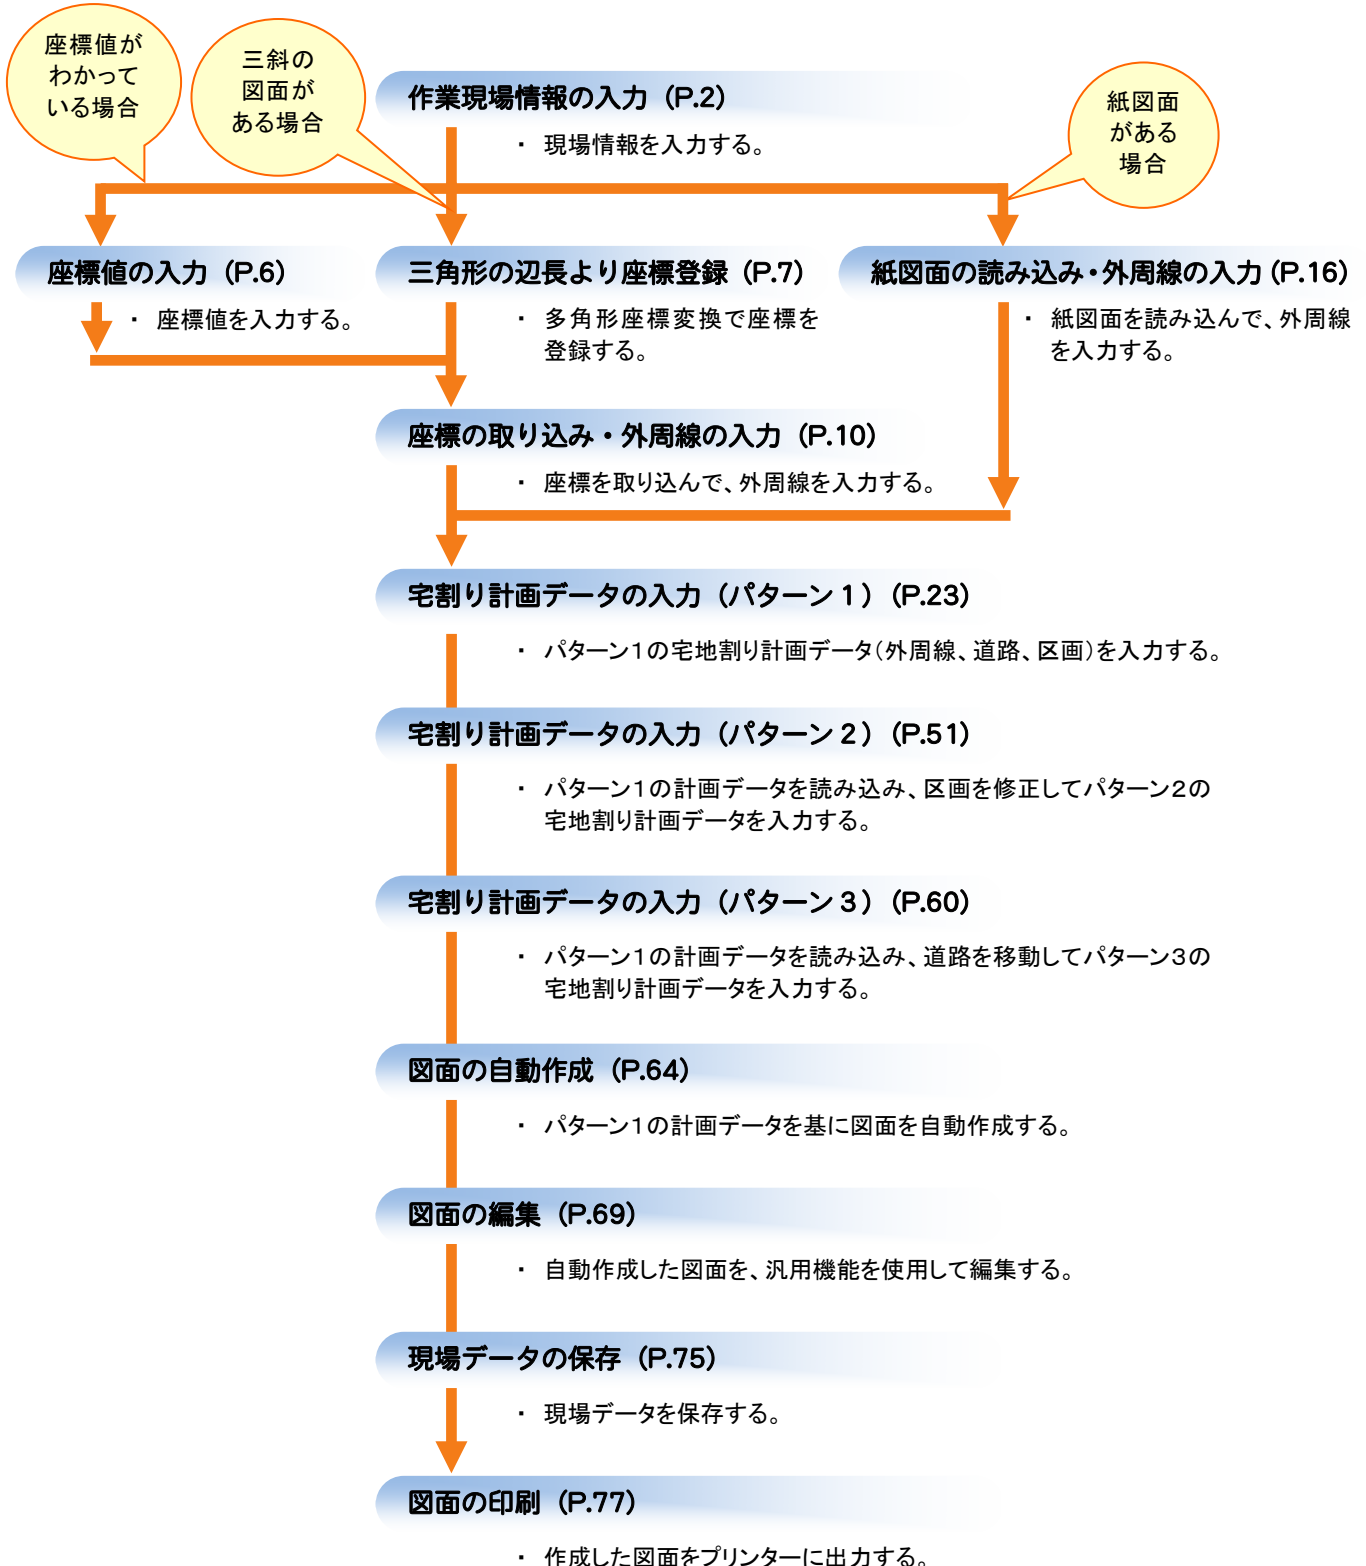 座標値が
わかって
いる場合
三斜の
図面が
ある場合
紙図面
がある
場合
作業現場情報の入力（P.2）
・ 現場情報を入力する。
座標値の入力（P.6）
・ 座標値を入力する。
三角形の辺長より座標登録（P.7）
・ 多角形座標変換で座標を
登録する。
紙図面の読み込み・外周線の入力（P.16）
・ 紙図面を読み込んで、外周線
を入力する。
座標の取り込み・外周線の入力（P.10）
・ 座標を取り込んで、外周線を入力する。
宅割り計画データの入力（パターン１）（P.23）
・ パターン１の宅地割り計画データ（外周線、道路、区画）を入力する。
宅割り計画データの入力（パターン２）（P.51）
・ パターン１の計画データを読み込み、区画を修正してパターン２の
宅地割り計画データを入力する。
宅割り計画データの入力（パターン３）（P.60）
・ パターン１の計画データを読み込み、道路を移動してパターン３の
宅地割り計画データを入力する。
図面の自動作成（P.64）
・ パターン１の計画データを基に図面を自動作成する。
図面の編集（P.69）
・ 自動作成した図面を、汎用機能を使用して編集する。
現場データの保存（P.75）
・ 現場データを保存する。
図面の印刷（P.77）
・ 作成した図面をプリンターに出力する。